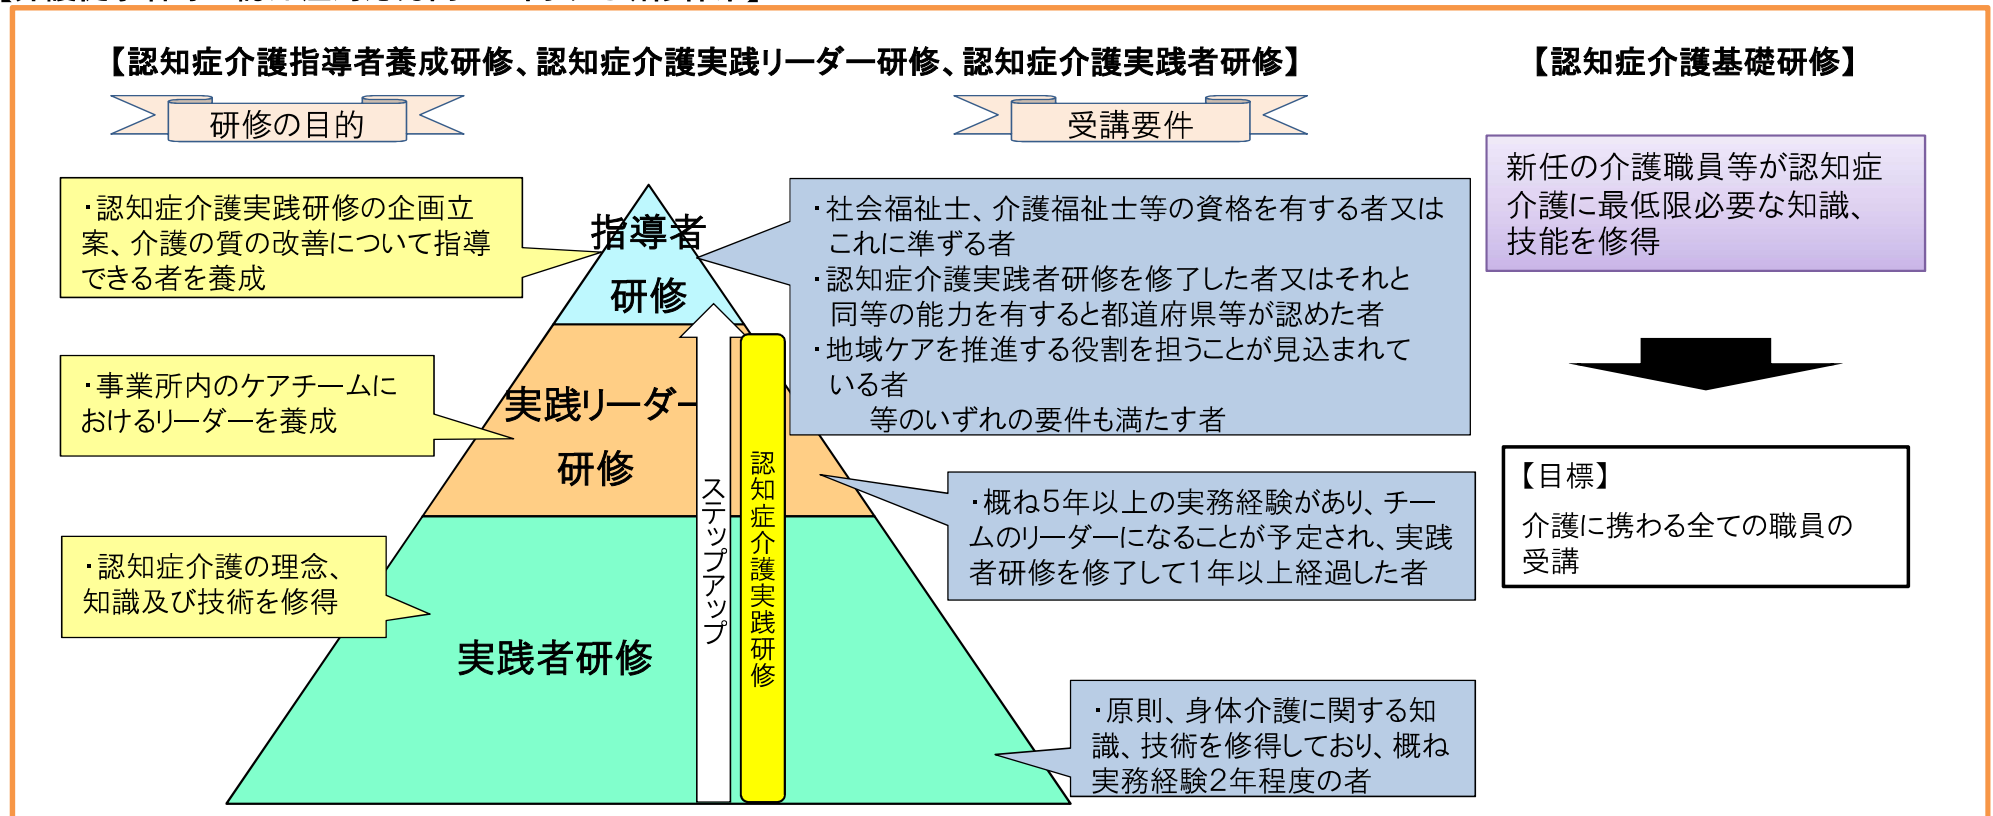 【認知症介護指導者養成研修、認知症介護実践リーダー研修、認知症介護実践者研修】
【認知症介護基礎研修】
研修の目的
受講要件
・認知症介護実践研修の企画立
案、介護の質の改善について指導
できる者を養成
指導者
研修
・社会福祉士、介護福祉士等の資格を有する者又は
これに準ずる者
・認知症介護実践者研修を修了した者又はそれと
同等の能力を有すると都道府県等が認めた者
・地域ケアを推進する役割を担うことが見込まれて
いる者
等のいずれの要件も満たす者
・事業所内のケアチームに
おけるリーダーを養成
実践リーダー
研修
・概ね5年以上の実務経験があり、チー
ムのリーダーになることが予定され、実践
者研修を修了して1年以上経過した者
・認知症介護の理念、
知識及び技術を修得
実践者研修
ステップアップ
認知症介護実践研修
・原則、身体介護に関する知
識、技術を修得しており、概ね
実務経験2年程度の者
新任の介護職員等が認知症
介護に最低限必要な知識、
技能を修得
【目標】
介護に携わる全ての職員の
受講